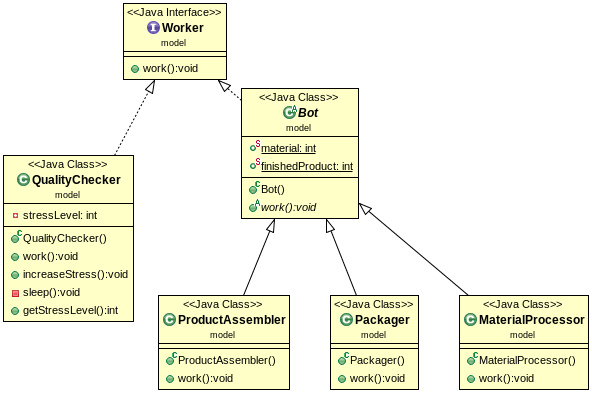 <<Java Interface>>
Worker
model
work():void
<<Java Class>>
Bot
model
material: int
finishedProduct: int
Bot()
work():void
<<Java Class>>
QualityChecker
model
stressLevel: int
QualityChecker()
work():void
increaseStress():void
sleep():void
getStressLevel():int
<<Java Class>>
ProductAssembler
model
ProductAssembler()
work():void
<<Java Class>>
Packager
model
Packager()
work():void
<<Java Class>>
MaterialProcessor
model
MaterialProcessor()
work():void